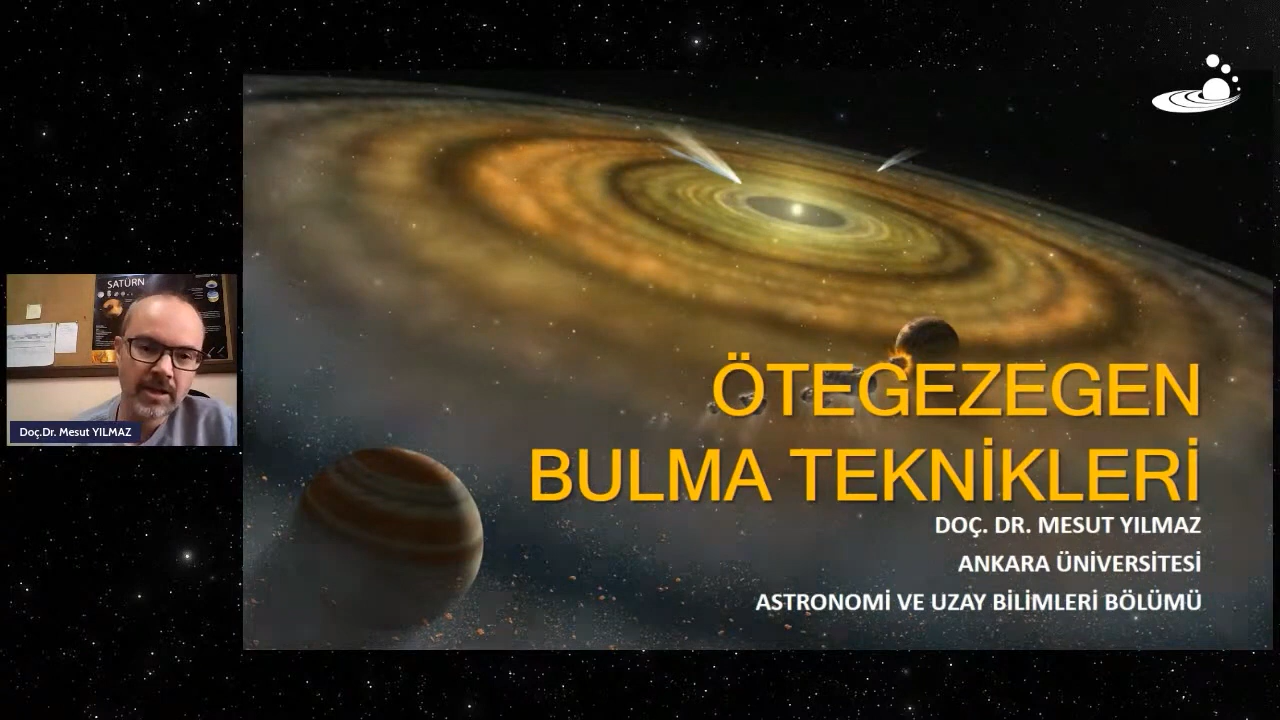 SATÜRN
Doç.Dr. Mesut YILMAZ
ÖTEGEZEGEN
BULMA TEKNİKLERİ
DOÇ. DR. MESUT YILMAZ
ANKARA ÜNİVERSİTESİ
ASTRONOMİ VE UZAY BİLİMLERİ BÖLÜMÜ